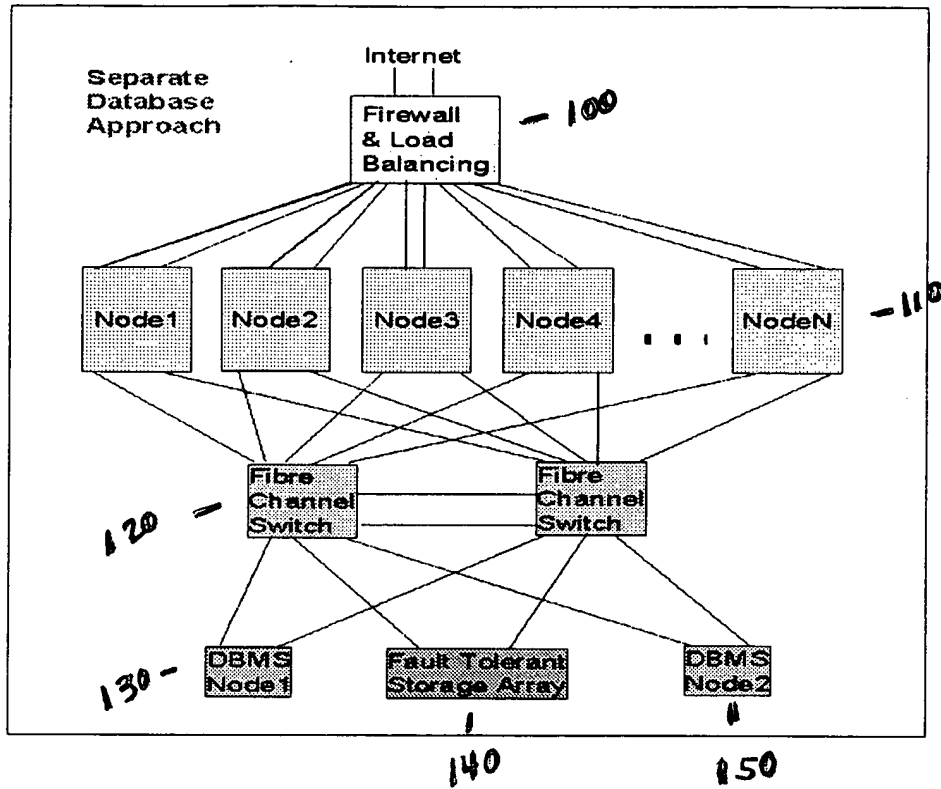 Separate
Database
Approach
Internet
Firewall
& Load
Balancing
- 100
Node1
Node2
Node3
Node4
. . .
NodeN
- 110
Fibre
Channel
Switch
Fibre
Channel
Switch
120 -
DBMS
Node1
130 -
Fault Tolerant
Storage Array
DBMS
Node2
140
150